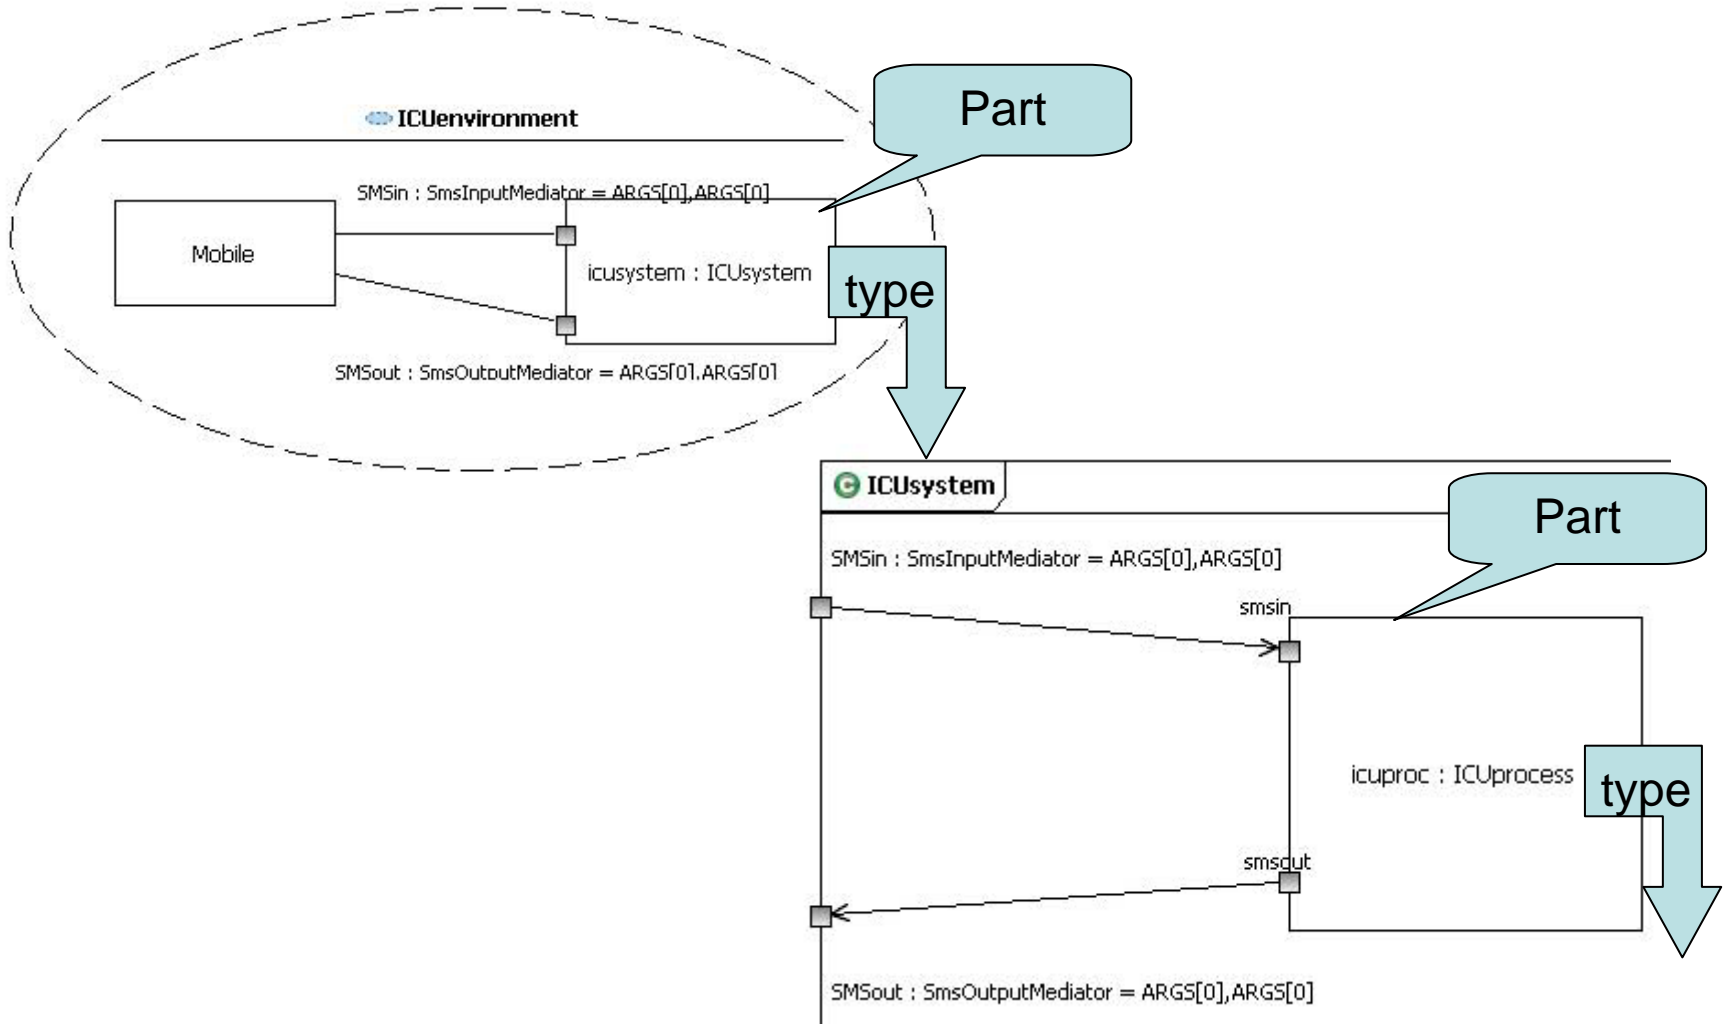 ICUenvironment
Part
SMSin : SmsInputMediator = ARGS[0],ARGS[0]
Mobile
icusystem : ICUsystem
type
SMSout : SmsOutputMediator = ARGS[0].ARGS[0]
ICUsystem
Part
SMSin : SmsInputMediator = ARGS[0],ARGS[0]
smsin
icuproc : ICUprocess
type
smsout
SMSout : SmsOutputMediator = ARGS[0],ARGS[0]